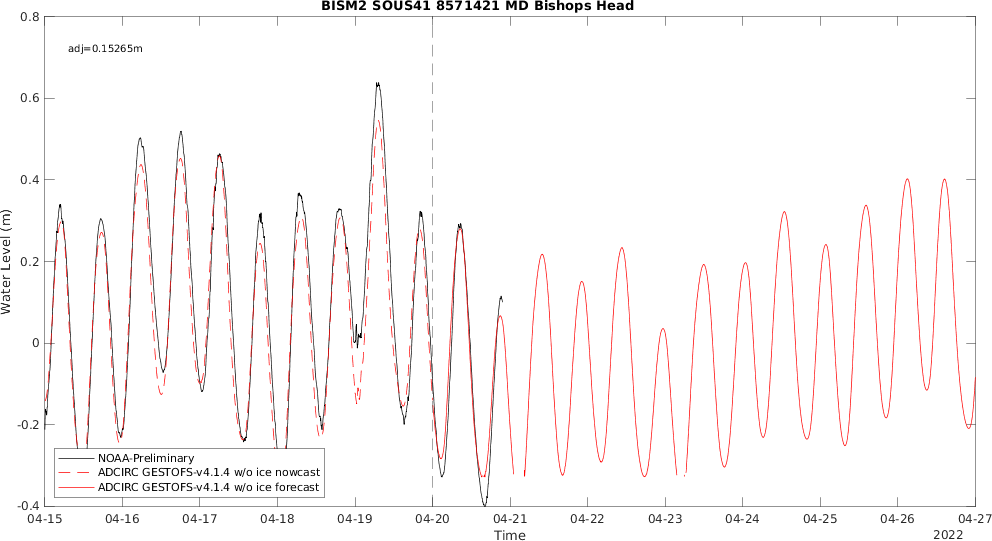 BISM2 SOUS41 8571421 MD Bishops Head
adj=0.15265m
0.8
0.6
0.4
0.2
0
-0.2
-0.4
Water Level (m)
NOAA-Preliminary
ADCIRC GESTOFS-v4.1.4 w/o ice nowcast
ADCIRC GESTOFS-v4.1.4 w/o ice forecast
04-15 04-16 04-17 04-18 04-19 04-20 04-21 04-22 04-23 04-24 04-25 04-26 04-27
Time
2022